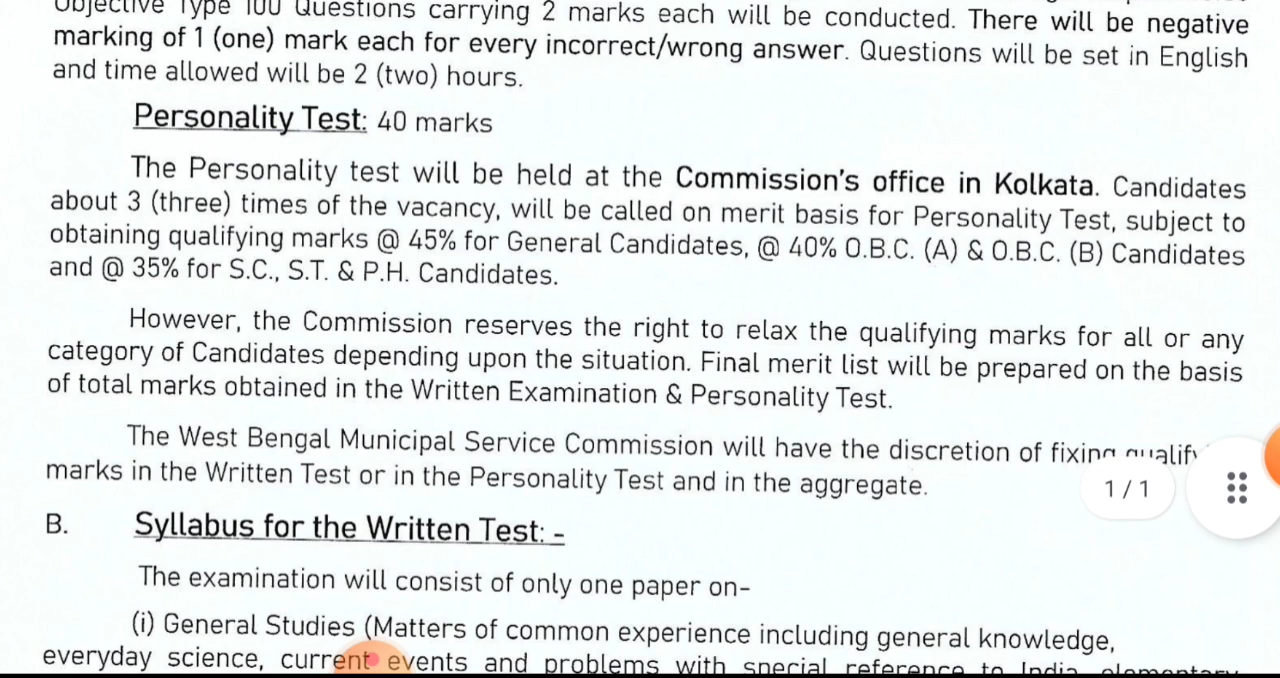 Objective Type 100 Questions carrying 2 marks each will be conducted. There will be negative
marking of 1 (one) mark each for every incorrect/wrong answer. Questions will be set in English
and time allowed will be 2 (two) hours.
Personality Test: 40 marks
The Personality test will be held at the Commission's office in Kolkata. Candidates
about 3 (three) times of the vacancy, will be called on merit basis for Personality Test, subject to
obtaining qualifying marks @ 45% for General Candidates, @ 40% O.B.C. (A) & O.B.C. (B) Candidates
and @ 35% for S.C., S.T. & P.H. Candidates.
However, the Commission reserves the right to relax the qualifying marks for all or any
category of Candidates depending upon the situation. Final merit list will be prepared on the basis
of total marks obtained in the Written Examination & Personality Test.
The West Bengal Municipal Service Commission will have the discretion of fixing
marks in the Written Test or in the Personality Test and in the aggregate.
1 / 1
B. Syllabus for the Written Test: -
The examination will consist of only one paper on-
(i) General Studies (Matters of common experience including general knowledge,
everyday science, current events and problems with special reference to India, elementary